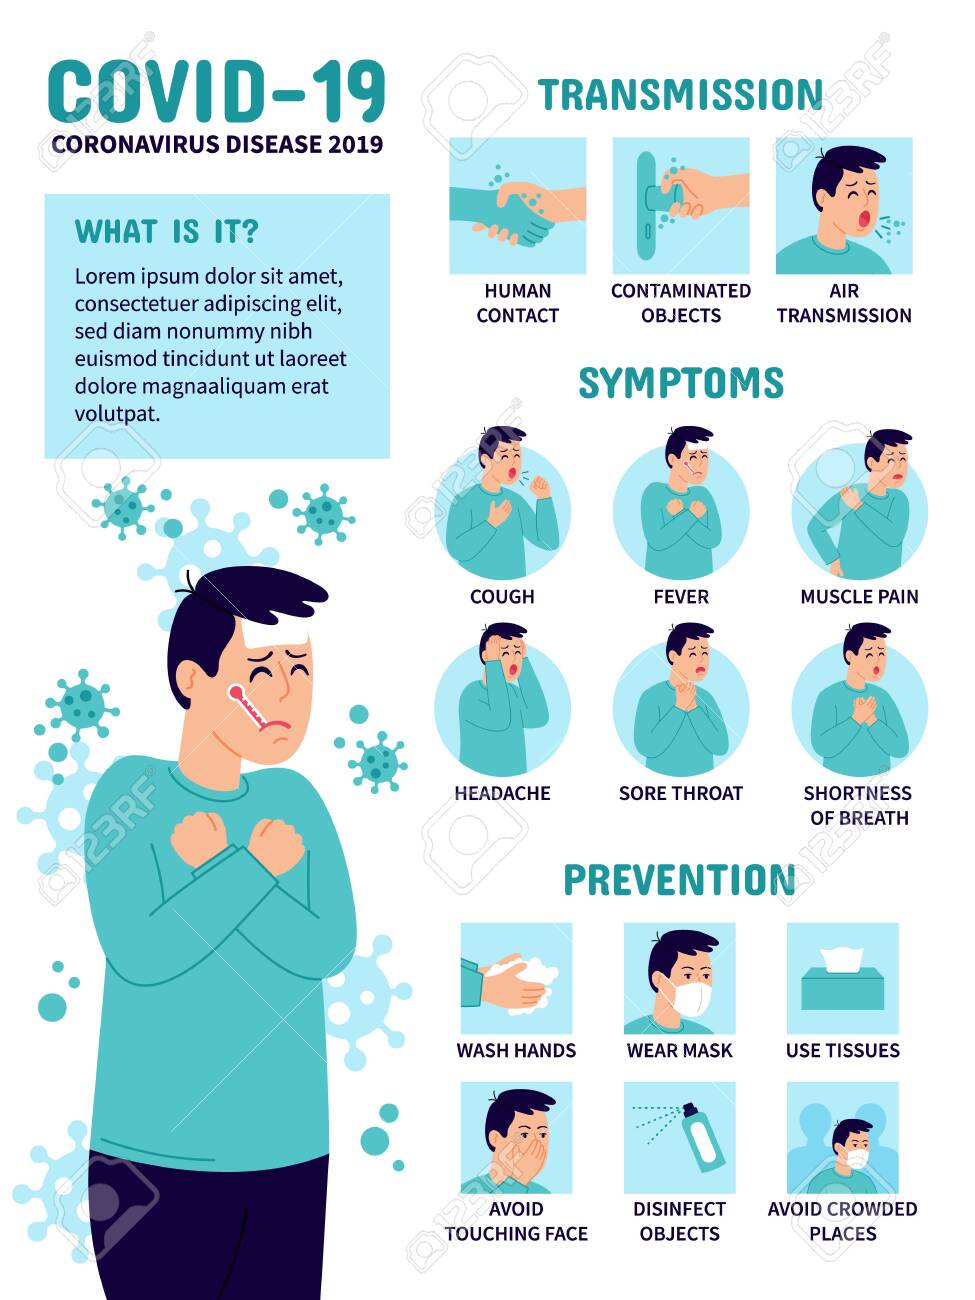 COVID-19
CORONAVIRUS DISEASE 2019
WHAT IS IT?
Lorem ipsum dolor sit amet,
consectetuer adipiscing elit,
sed diam nonummy nibh
euismod tincidunt ut laoreet
dolore magnaaliquam erat
volutpat.
TRANSMISSION
HUMAN
CONTACT
CONTAMINATED
OBJECTS
AIR
TRANSMISSION
SYMPTOMS
COUGH
FEVER
MUSCLE PAIN
HEADACHE
SORE THROAT
SHORTNESS
OF BREATH
PREVENTION
WASH HANDS
WEAR MASK
USE TISSUES
AVOID
TOUCHING FACE
DISINFECT
OBJECTS
AVOID CROWDED
PLACES
123RF